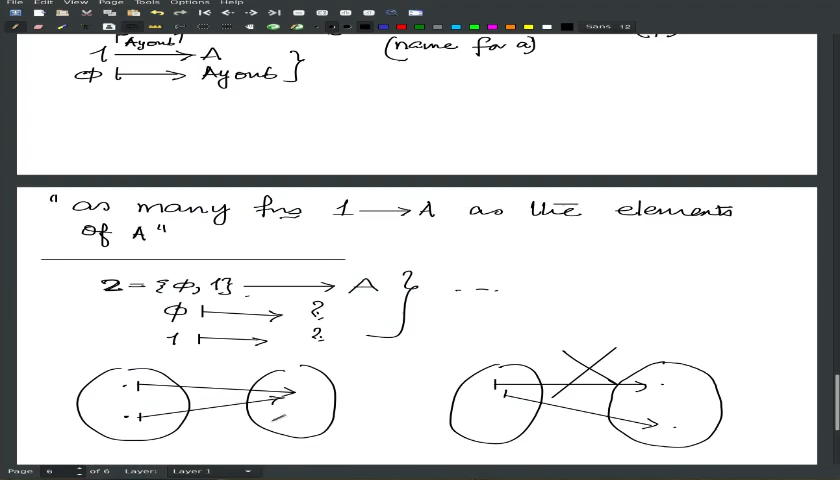 File Edit View Journal Page Tools Options Help
Sans 12
⌜Ayout⌝
1 ⟶ A
(name for a)
ϕ ⟼ Ayout }
" as many fns 1 ⟶ A as the elements
of A "
2 = {ϕ, 1} ⟶ A } . --
ϕ ⟼ ?
1 ⟼ ?
Page 6 of 6 Layer: Layer 1